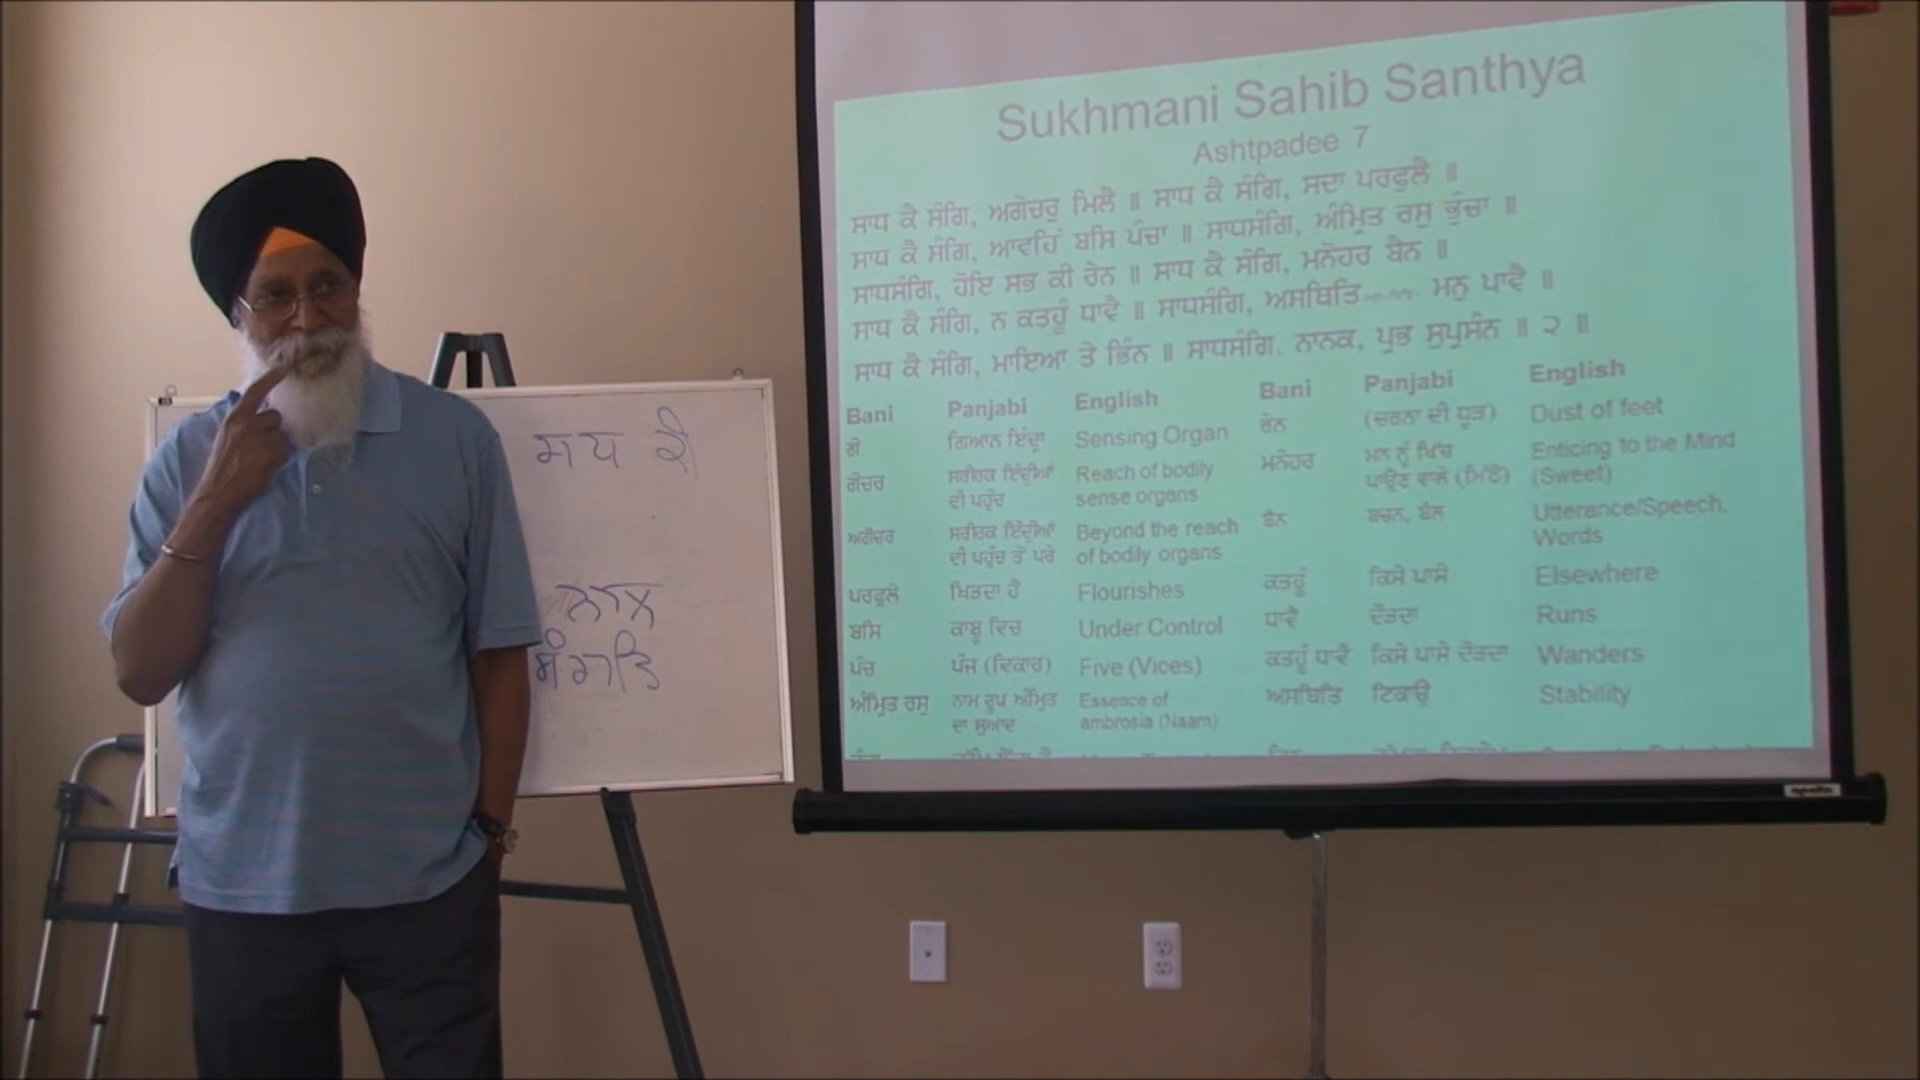 Sukhmani Sahib Santhya
Ashtpadee 7
ਸਾਧ ਕੈ ਸੰਗਿ, ਅਗੋਚਰੁ ਮਿਲੈ ॥ ਸਾਧ ਕੈ ਸੰਗਿ, ਸਦਾ ਪਰਫੁਲੈ ॥
ਸਾਧ ਕੈ ਸੰਗਿ, ਆਵਹਿਂ ਬਸਿ ਪੰਚਾ ॥ ਸਾਧਸੰਗਿ, ਅੰਮ੍ਰਿਤ ਰਸੁ ਭੁੰਚਾ ॥
ਸਾਧਸੰਗਿ, ਹੋਇ ਸਭ ਕੀ ਰੇਨ ॥ ਸਾਧ ਕੈ ਸੰਗਿ, ਮਨੋਹਰ ਬੈਨ ॥
ਸਾਧ ਕੈ ਸੰਗਿ, ਨ ਕਤਹੂੰ ਧਾਵੈ ॥ ਸਾਧਸੰਗਿ, ਅਸਥਿਤਿ ਮਨੁ ਪਾਵੈ ॥
ਸਾਧ ਕੈ ਸੰਗਿ, ਮਾਇਆ ਤੇ ਭਿੰਨ ॥ ਸਾਧਸੰਗਿ. ਨਾਨਕ, ਪ੍ਰਭ ਸੁਪ੍ਰਸੰਨ ॥ ੨ ॥
Bani Panjabi English Bani Panjabi English
ਗੋ ਗਿਆਨ ਇੰਦ੍ਰਾ Sensing Organ ਰੇਨ (ਚਰਨਾ ਦੀ ਧੂੜ) Dust of feet
ਗੋਚਰ ਸਰੀਰਕ ਇੰਦ੍ਰੀਆਂ Reach of bodily ਮਨੋਹਰ ਮਨ ਨੂੰ ਖਿੱਚ Enticing to the Mind
ਦੀ ਪਹੁੰਚ sense organs ਪਾਉਣ ਵਾਲੇ (ਮਿੱਠੇ) (Sweet)
ਅਗੋਚਰ ਸਰੀਰਕ ਇੰਦ੍ਰੀਆਂ Beyond the reach ਬੈਨ ਬਚਨ, ਬੋਲ Utterance/Speech,
ਦੀ ਪਹੁੰਚ ਤੋਂ ਪਰੇ of bodily organs Words
ਪਰਫੁਲੇ ਖਿੜਦਾ ਹੈ Flourishes ਕਤਹੂੰ ਕਿਸੇ ਪਾਸੇ Elsewhere
ਬਸਿ ਕਾਬੂ ਵਿਚ Under Control ਧਾਵੈ ਦੌੜਦਾ Runs
ਪੰਚ ਪੰਜ (ਵਿਕਾਰ) Five (Vices) ਕਤਹੂੰ ਧਾਵੈ ਕਿਸੇ ਪਾਸੇ ਦੌੜਦਾ Wanders
ਅੰਮ੍ਰਿਤ ਰਸੁ ਨਾਮ ਰੂਪ ਅੰਮ੍ਰਿਤ Essence of ਅਸਥਿਤਿ ਟਿਕਾਉ Stability
ਦਾ ਸੁਆਦ ambrosia (Naam)